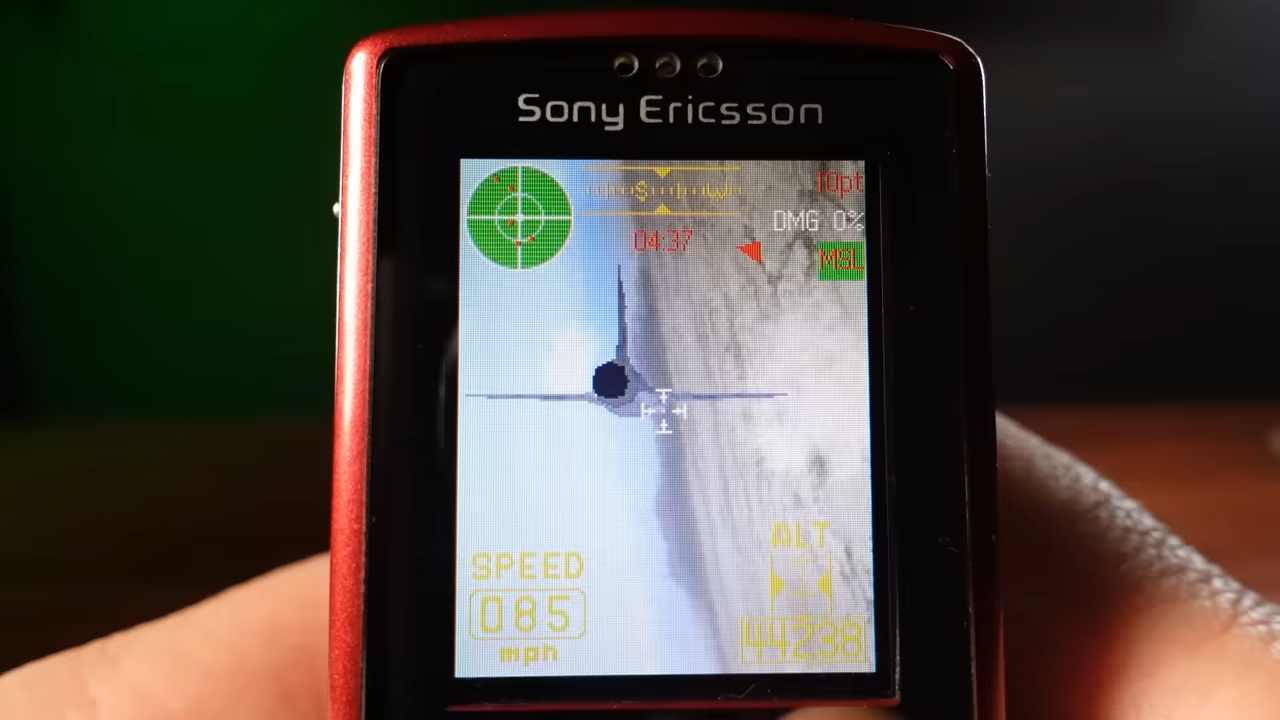 Sony Ericsson
S W
10pt
DMG 0%
04:37
MSL
ALT
SPEED
085
mph
44238